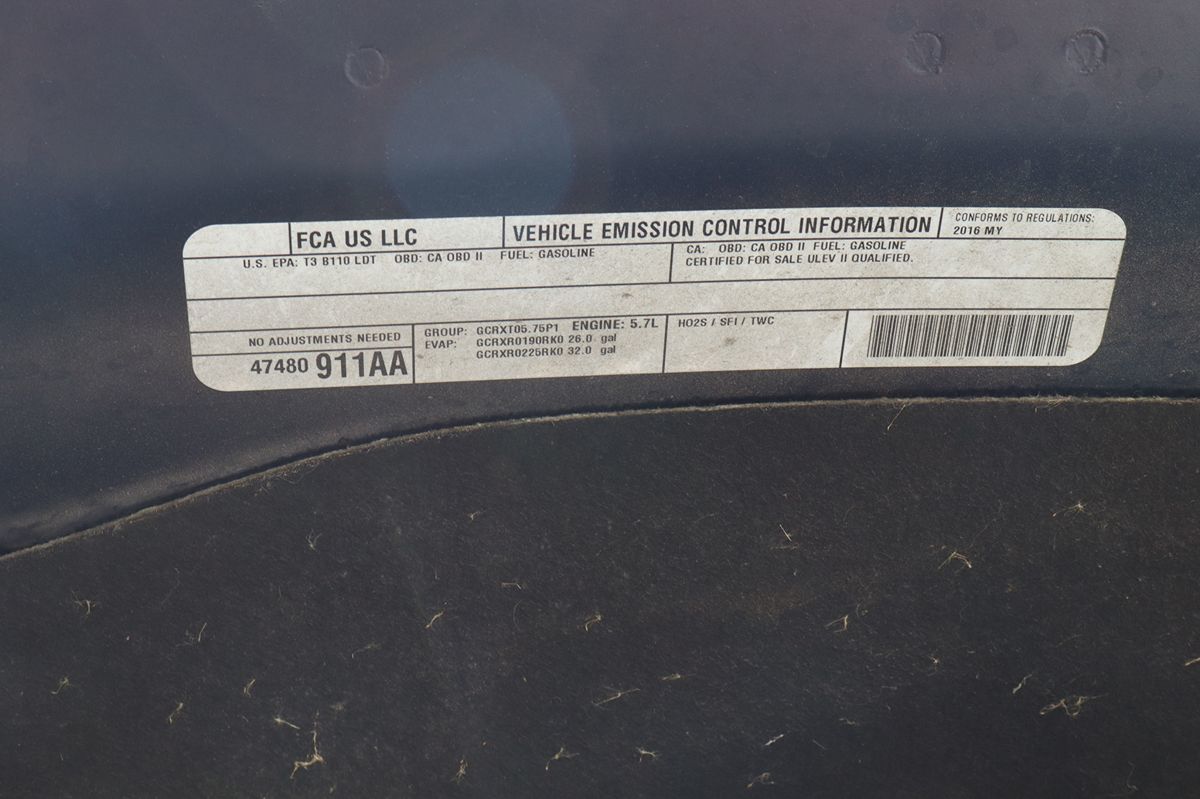 FCA US LLC
VEHICLE EMISSION CONTROL INFORMATION
CONFORMS TO REGULATIONS:
2016 MY
U.S. EPA: T3 B110 LDT OBD: CA OBD II FUEL: GASOLINE
CA: OBD: CA OBD II FUEL: GASOLINE
CERTIFIED FOR SALE ULEV II QUALIFIED.
NO ADJUSTMENTS NEEDED
47480 911AA
GROUP: GCRXT05.75P1 ENGINE: 5.7L
EVAP: GCRXR0190RK0 26.0 gal
GCRXR0225RK0 32.0 gal
HO2S / SFI / TWC